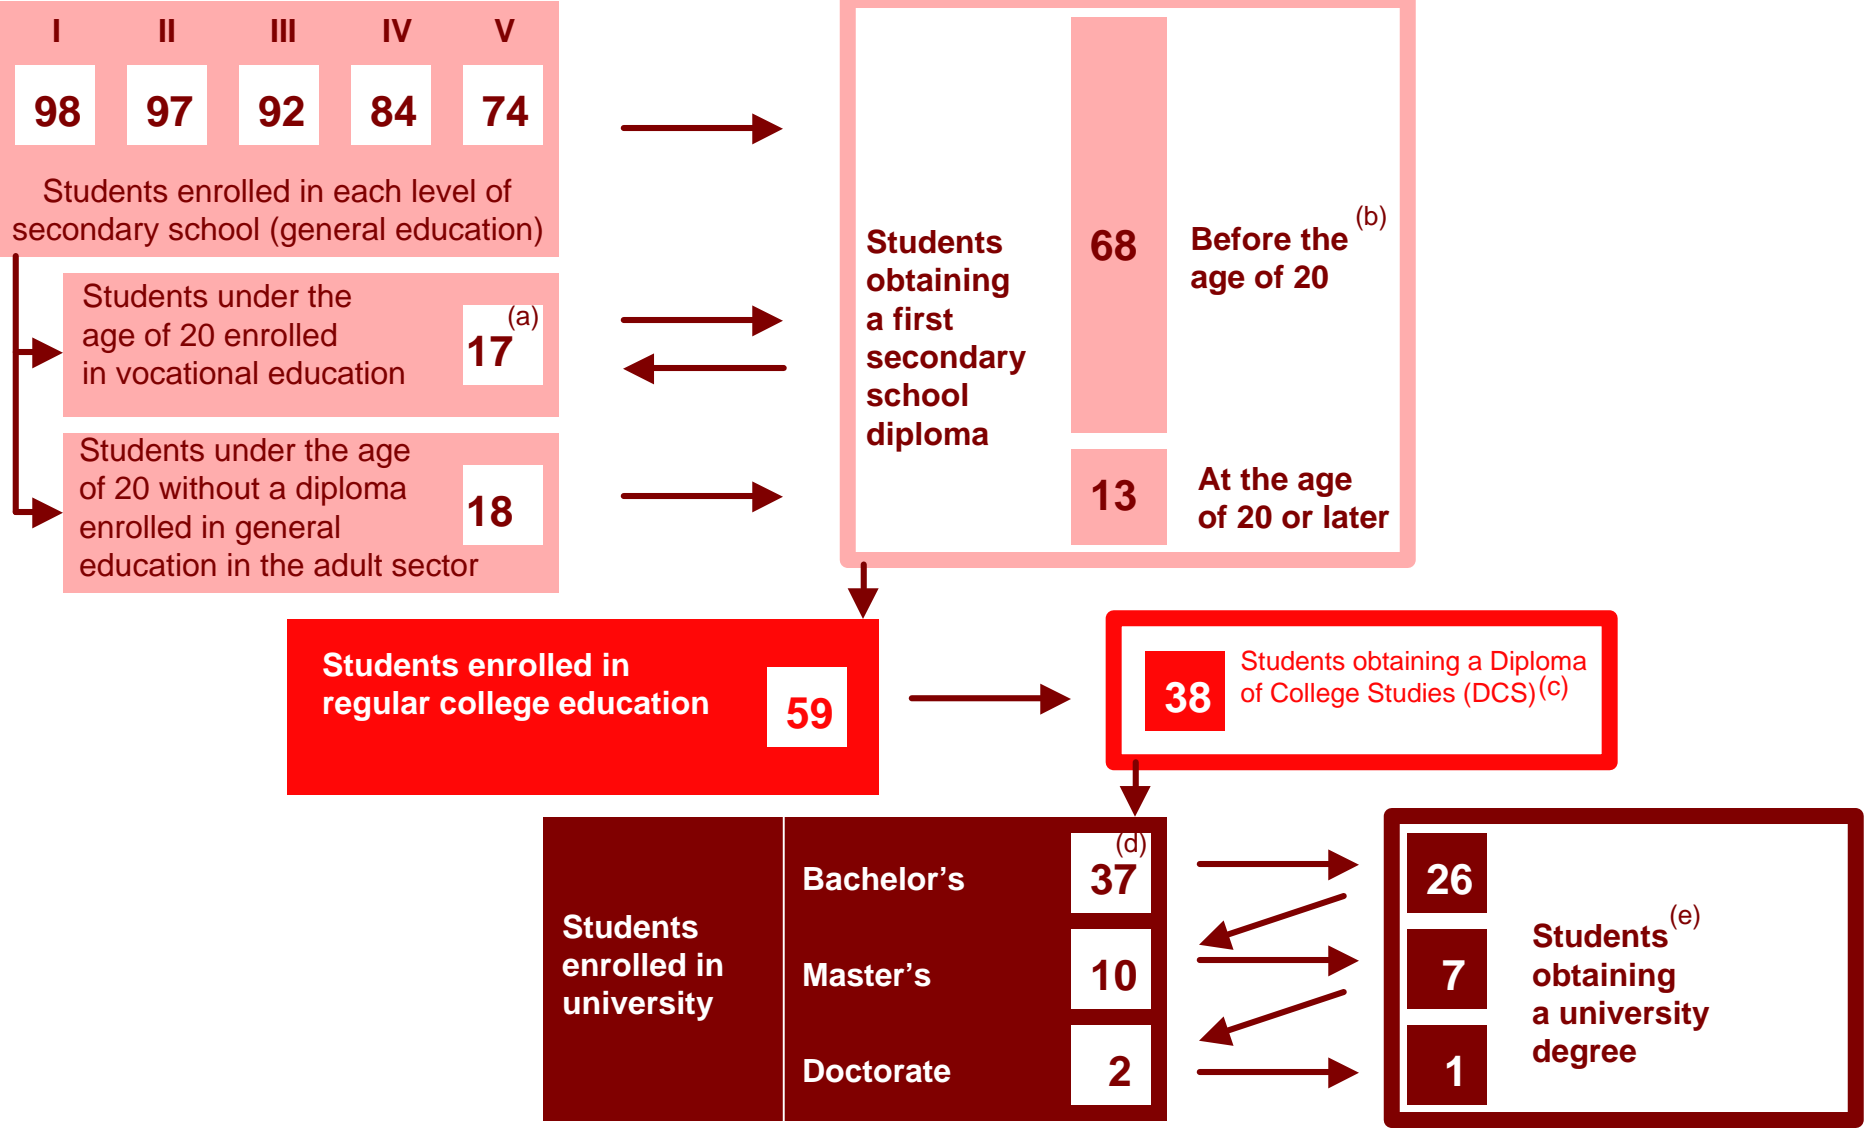 I II III IV V
98 97 92 84 74
Students enrolled in each level of
secondary school (general education)
Students under the
age of 20 enrolled
in vocational education
17 (a)
Students under the age
of 20 without a diploma
enrolled in general
education in the adult sector
18
Students
obtaining
a first
secondary
school
diploma
68
Before the (b)
age of 20
13
At the age
of 20 or later
Students enrolled in
regular college education
59
38
Students obtaining a Diploma
of College Studies (DCS) (c)
Students
enrolled in
university
Bachelor’s
37 (d)
Master’s
10
Doctorate
2
26
7
1
Students (e)
obtaining
a university
degree